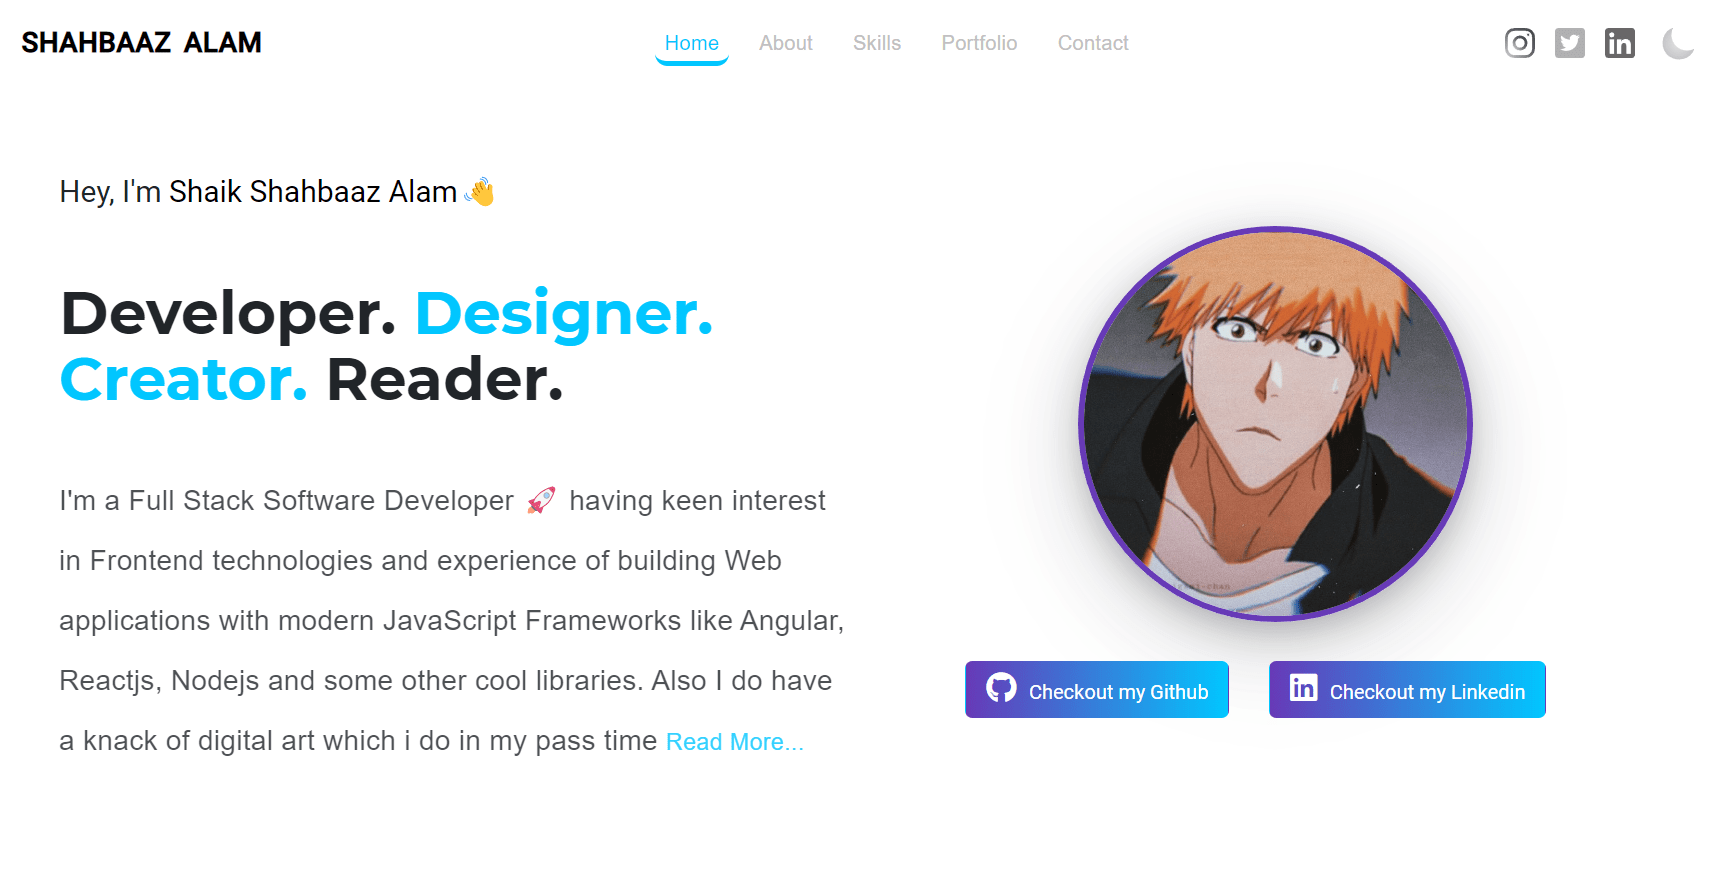 SHAHBAAZ ALAM
Home About Skills Portfolio Contact
Hey, I'm Shaik Shahbaaz Alam 👋
Developer. Designer.
Creator. Reader.
I'm a Full Stack Software Developer 🚀 having keen interest
in Frontend technologies and experience of building Web
applications with modern JavaScript Frameworks like Angular,
Reactjs, Nodejs and some other cool libraries. Also I do have
a knack of digital art which i do in my pass time Read More...
Checkout my Github
Checkout my Linkedin